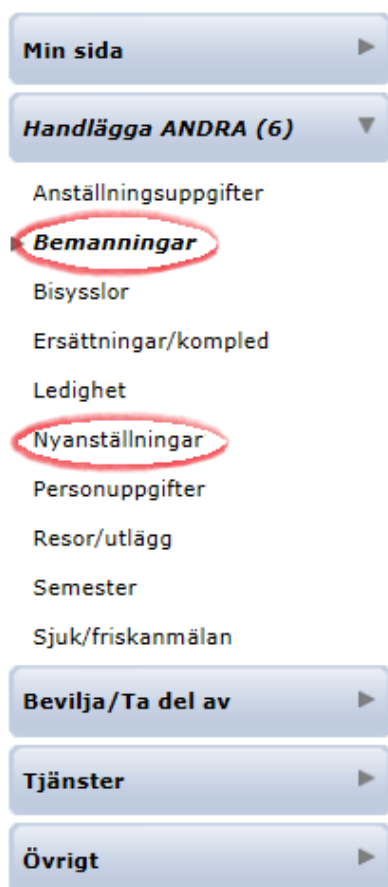 Min sida
Handlägga ANDRA (6)
Anställningsuppgifter
Bemanningar
Bisysslor
Ersättningar/kompled
Ledighet
Nyanställningar
Personuppgifter
Resor/utlägg
Semester
Sjuk/friskanmälan
Bevilja/Ta del av
Tjänster
Övrigt